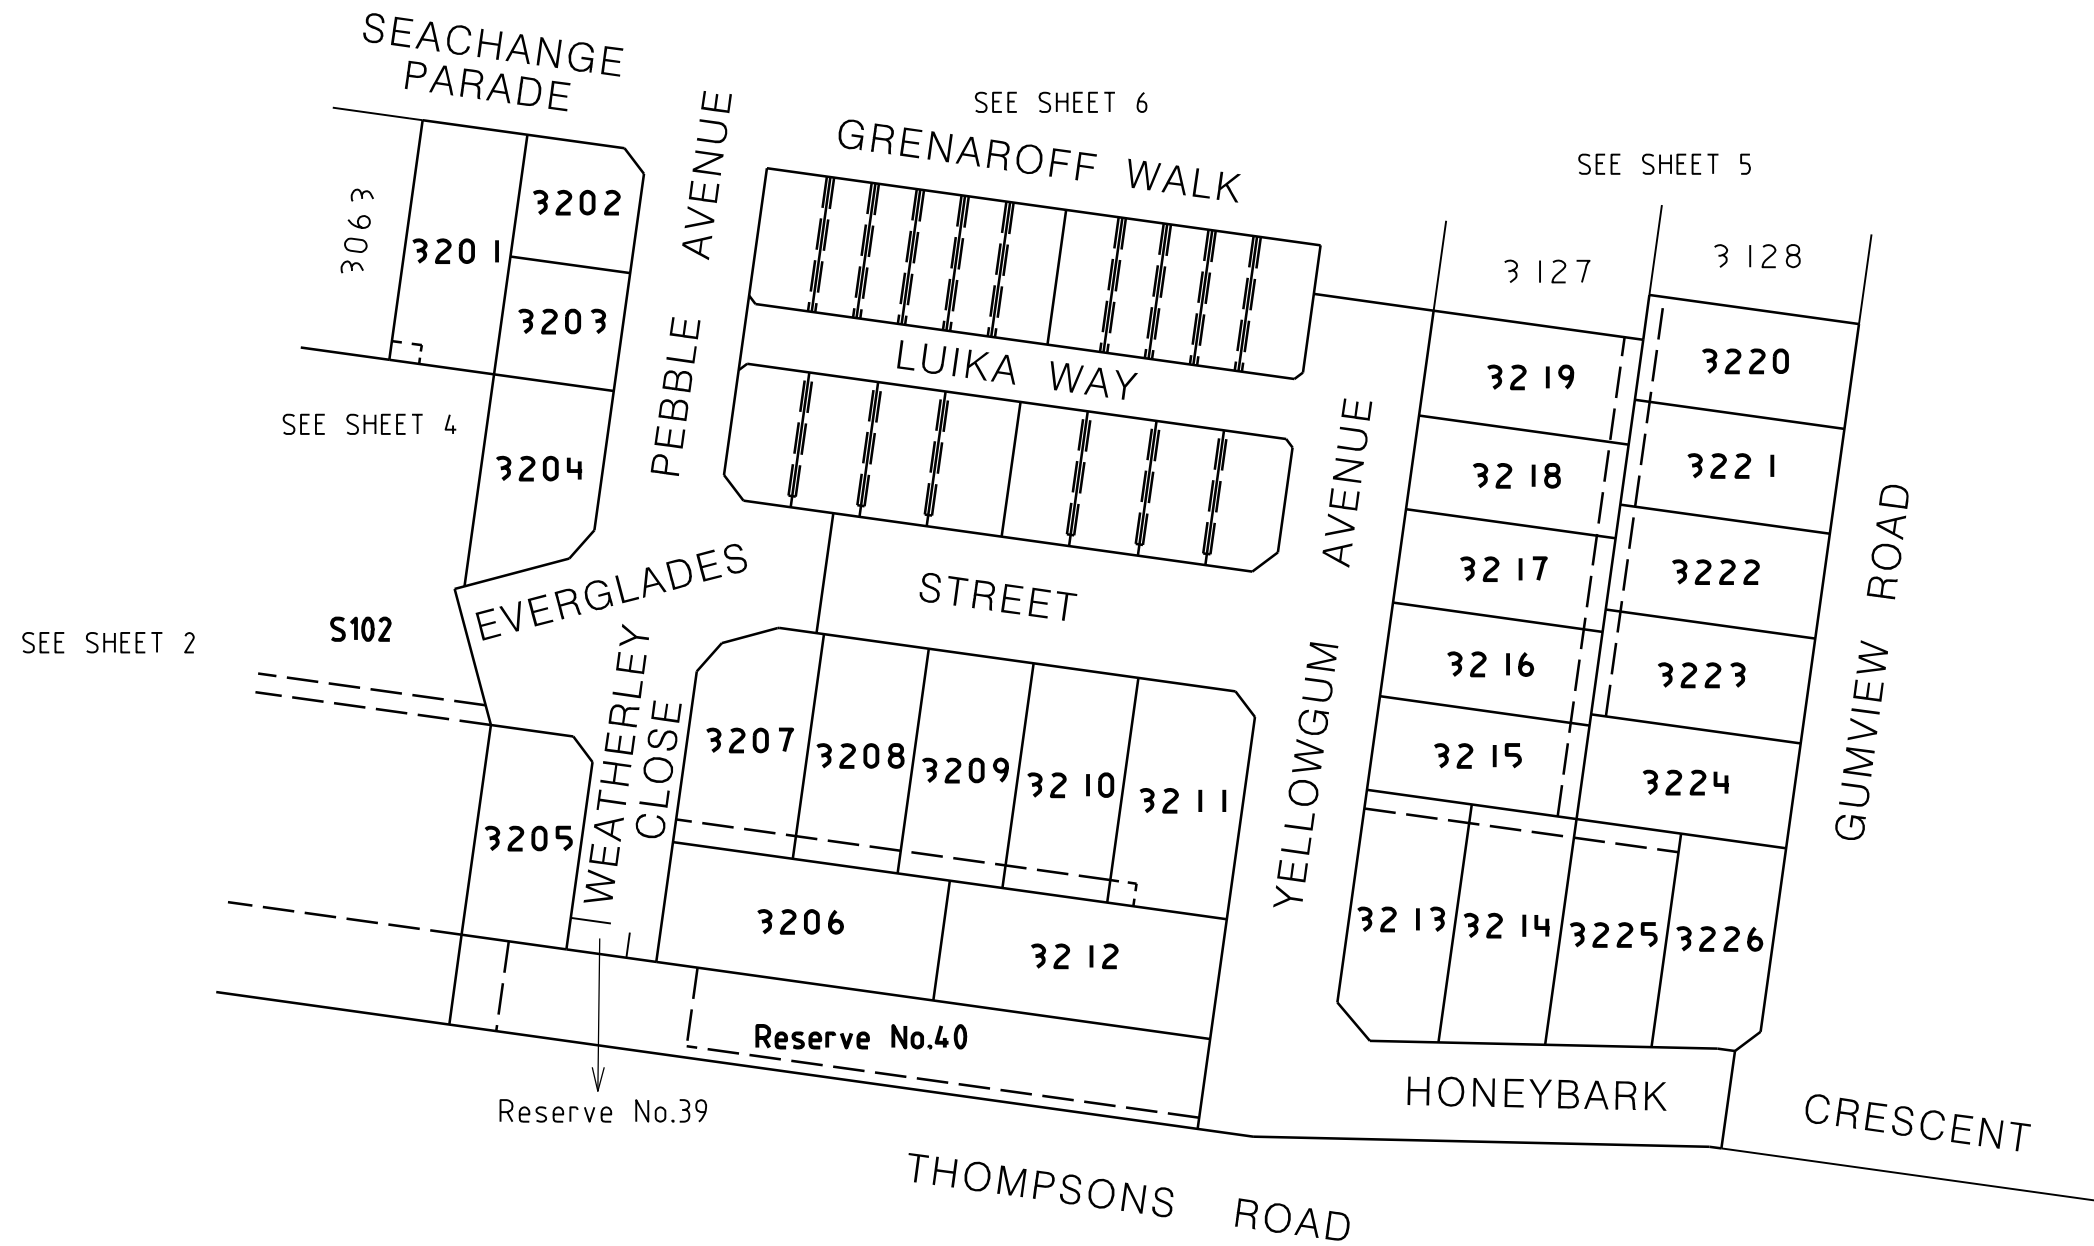 SEACHANGE
PARADE
SEE SHEET 6
GRENAROFF WALK
SEE SHEET 5
PEBBLE AVENUE
3063
3201
3202
3203
3127
3128
LUIKA WAY
3219
3220
SEE SHEET 4
3204
3218
3221
YELLOWGUM AVENUE
GUMVIEW ROAD
EVERGLADES STREET
3217
3222
SEE SHEET 2
S102
WEATHERLEY
CLOSE
3216
3223
3207
3208
3209
3210
3211
3215
3224
3205
3206
3212
3213
3214
3225
3226
Reserve No.40
Reserve No.39
HONEYBARK CRESCENT
THOMPSONS ROAD